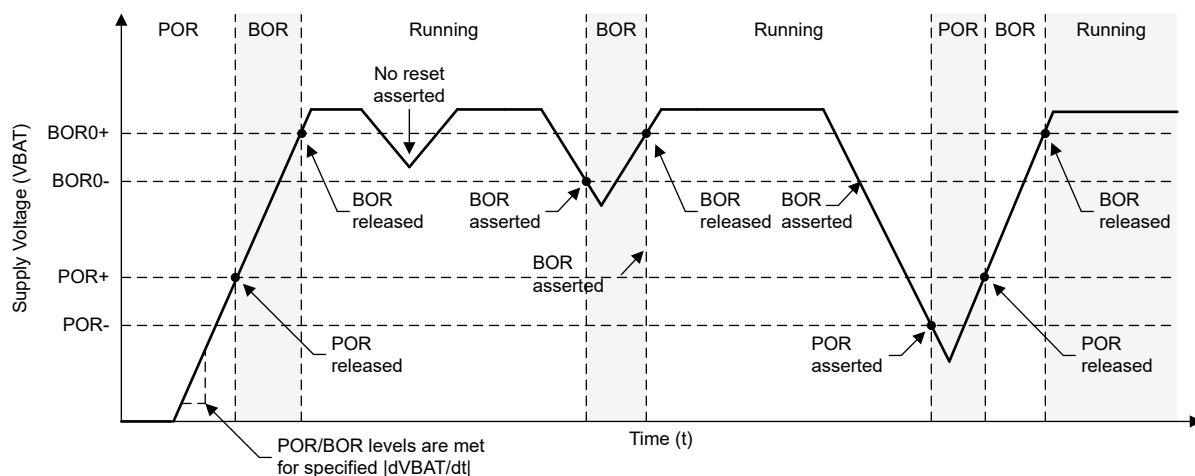 POR
BOR
Running
BOR
Running
POR
BOR
Running
No reset
asserted
BOR0+
BOR0-
BOR
released
BOR
asserted
BOR
released
BOR
asserted
BOR
released
BOR
asserted
POR+
POR-
POR
released
POR
asserted
POR
released
Supply Voltage (VBAT)
Time (t)
POR/BOR levels are met
for specified |dVBAT/dt|